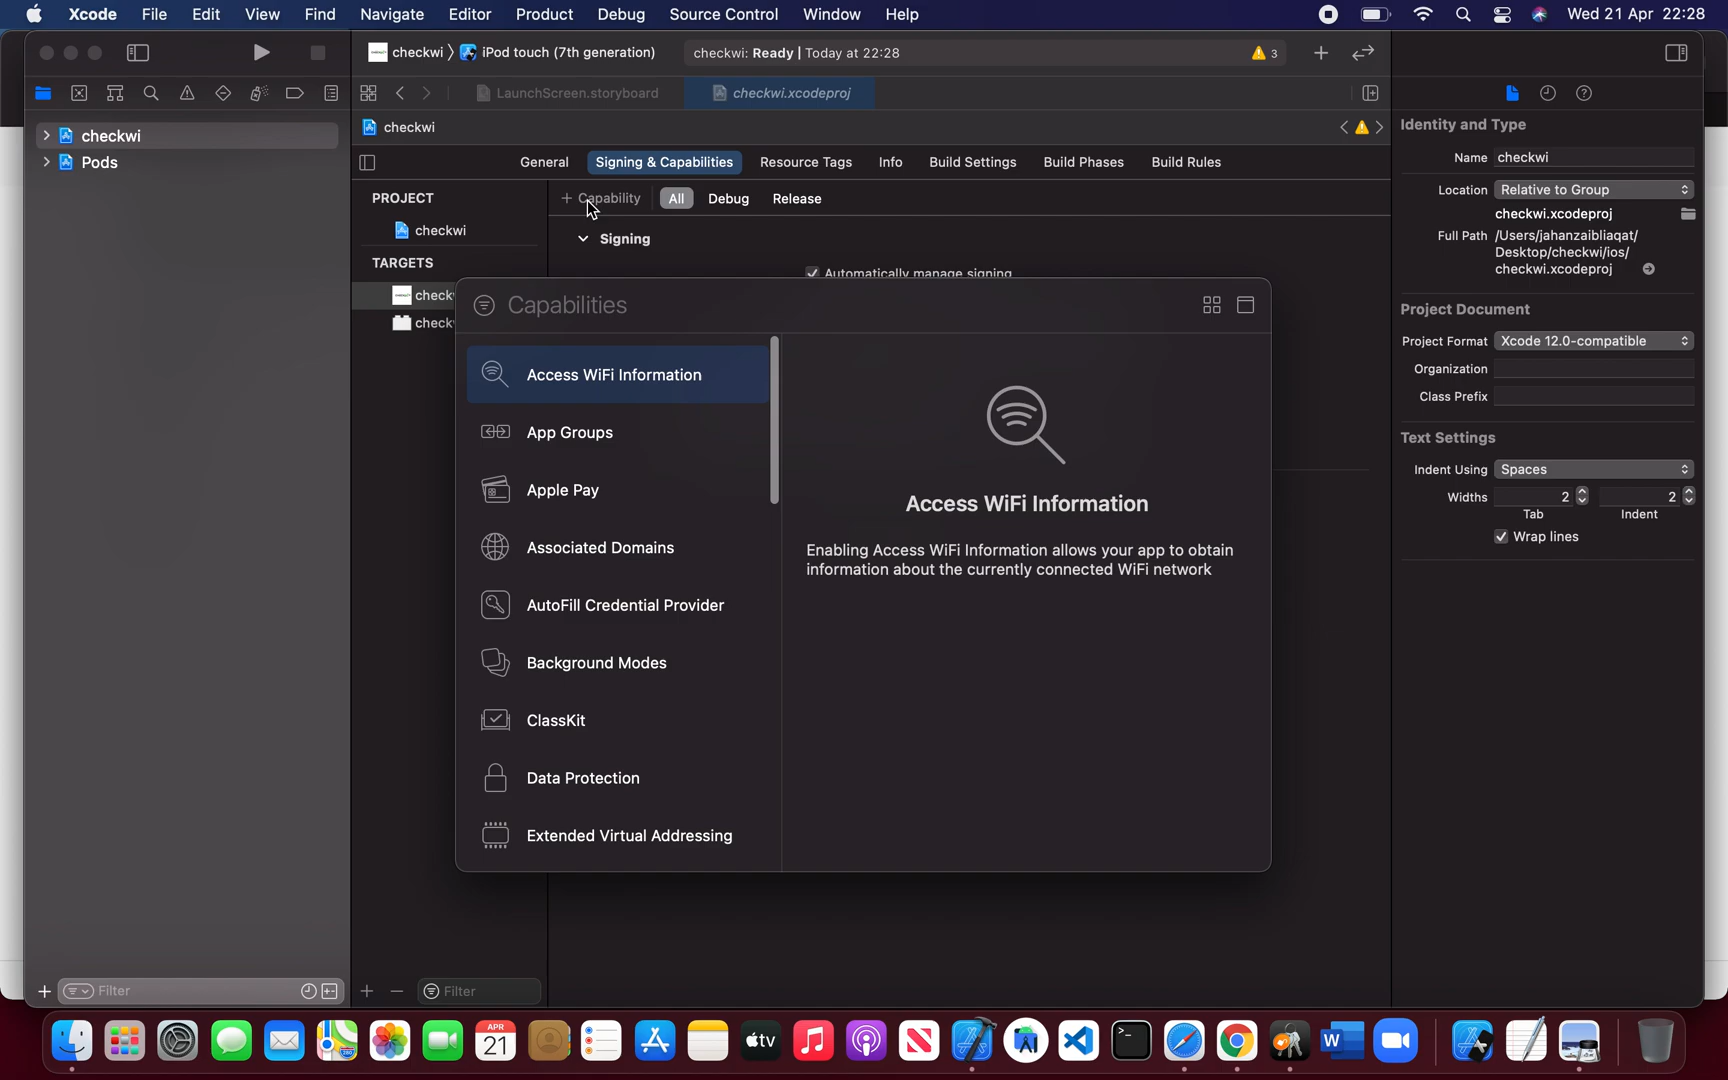 Xcode File Edit View Find Navigate Editor Product Debug Source Control Window Help Wed 21 Apr 22:28
checkwi iPod touch (7th generation) checkwi: Ready | Today at 22:28 3
LaunchScreen.storyboard checkwi.xcodeproj
checkwi
Pods
checkwi
General Signing & Capabilities Resource Tags Info Build Settings Build Phases Build Rules
PROJECT
checkwi
TARGETS
check
check
+ Capability All Debug Release
Signing
Automatically manage signing
Capabilities
Access WiFi Information
App Groups
Apple Pay
Associated Domains
AutoFill Credential Provider
Background Modes
ClassKit
Data Protection
Extended Virtual Addressing
Access WiFi Information
Enabling Access WiFi Information allows your app to obtain
information about the currently connected WiFi network
Identity and Type
Name checkwi
Location Relative to Group
checkwi.xcodeproj
Full Path /Users/jahanzaibliaqat/
Desktop/checkwi/ios/
checkwi.xcodeproj
Project Document
Project Format Xcode 12.0-compatible
Organization
Class Prefix
Text Settings
Indent Using Spaces
Widths 2 2
Tab Indent
Wrap lines
Filter
Filter
APR
21
tv
280
W